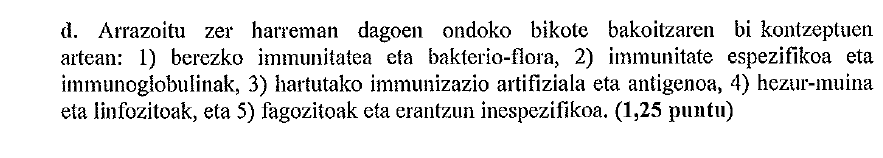 d. Arrazoitu zer harreman dagoen ondoko bikote bakoitzaren bi kontzeptuen
artean: 1) berezko immunitatea eta bakterio-flora, 2) immunitate espezifikoa eta
immunoglobulinak, 3) hartutako immunizazio artifiziala eta antigenoa, 4) hezur-muina
eta linfozitoak, eta 5) fagozitoak eta erantzun inespezifikoa. (1,25 puntu)